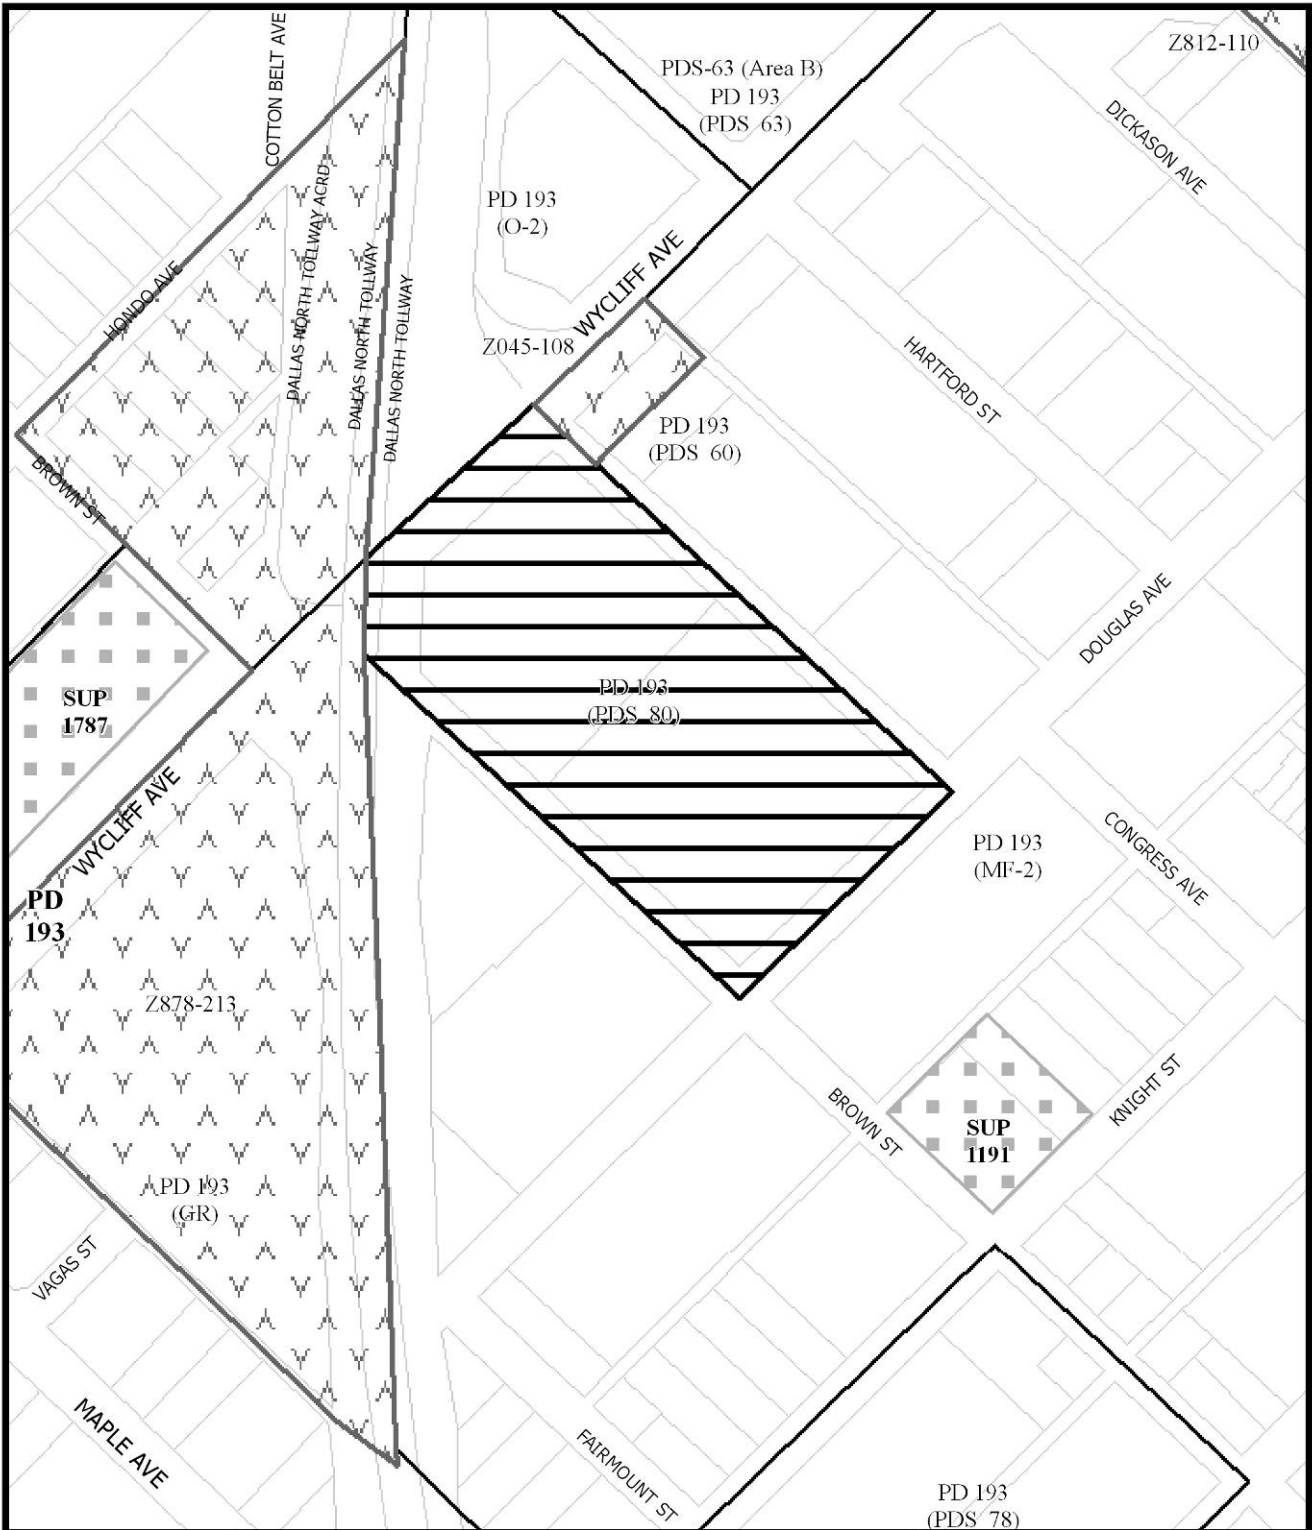 COTTON BELT AVE
Z812-110
PDS-63 (Area B)
PD 193
(PDS 63)
DICKASON AVE
PD 193
(O-2)
DALLAS NORTH TOLLWAY ACRD
DALLAS NORTH TOLLWAY
DALLAS NORTH TOLLWAY
WYCLIFF AVE
HONDO AVE
Z045-108
HARTFORD ST
PD 193
(PDS 60)
BROWN ST
DOUGLAS AVE
SUP
1787
PD 193
(PDS 80)
WYCLIFF AVE
PD 193
(MF-2)
CONGRESS AVE
PD
193
Z878-213
BROWN ST
KNIGHT ST
SUP
1191
PD 193
(GR)
VAGAS ST
MAPLE AVE
FAIRMOUNT ST
PD 193
(PDS 78)